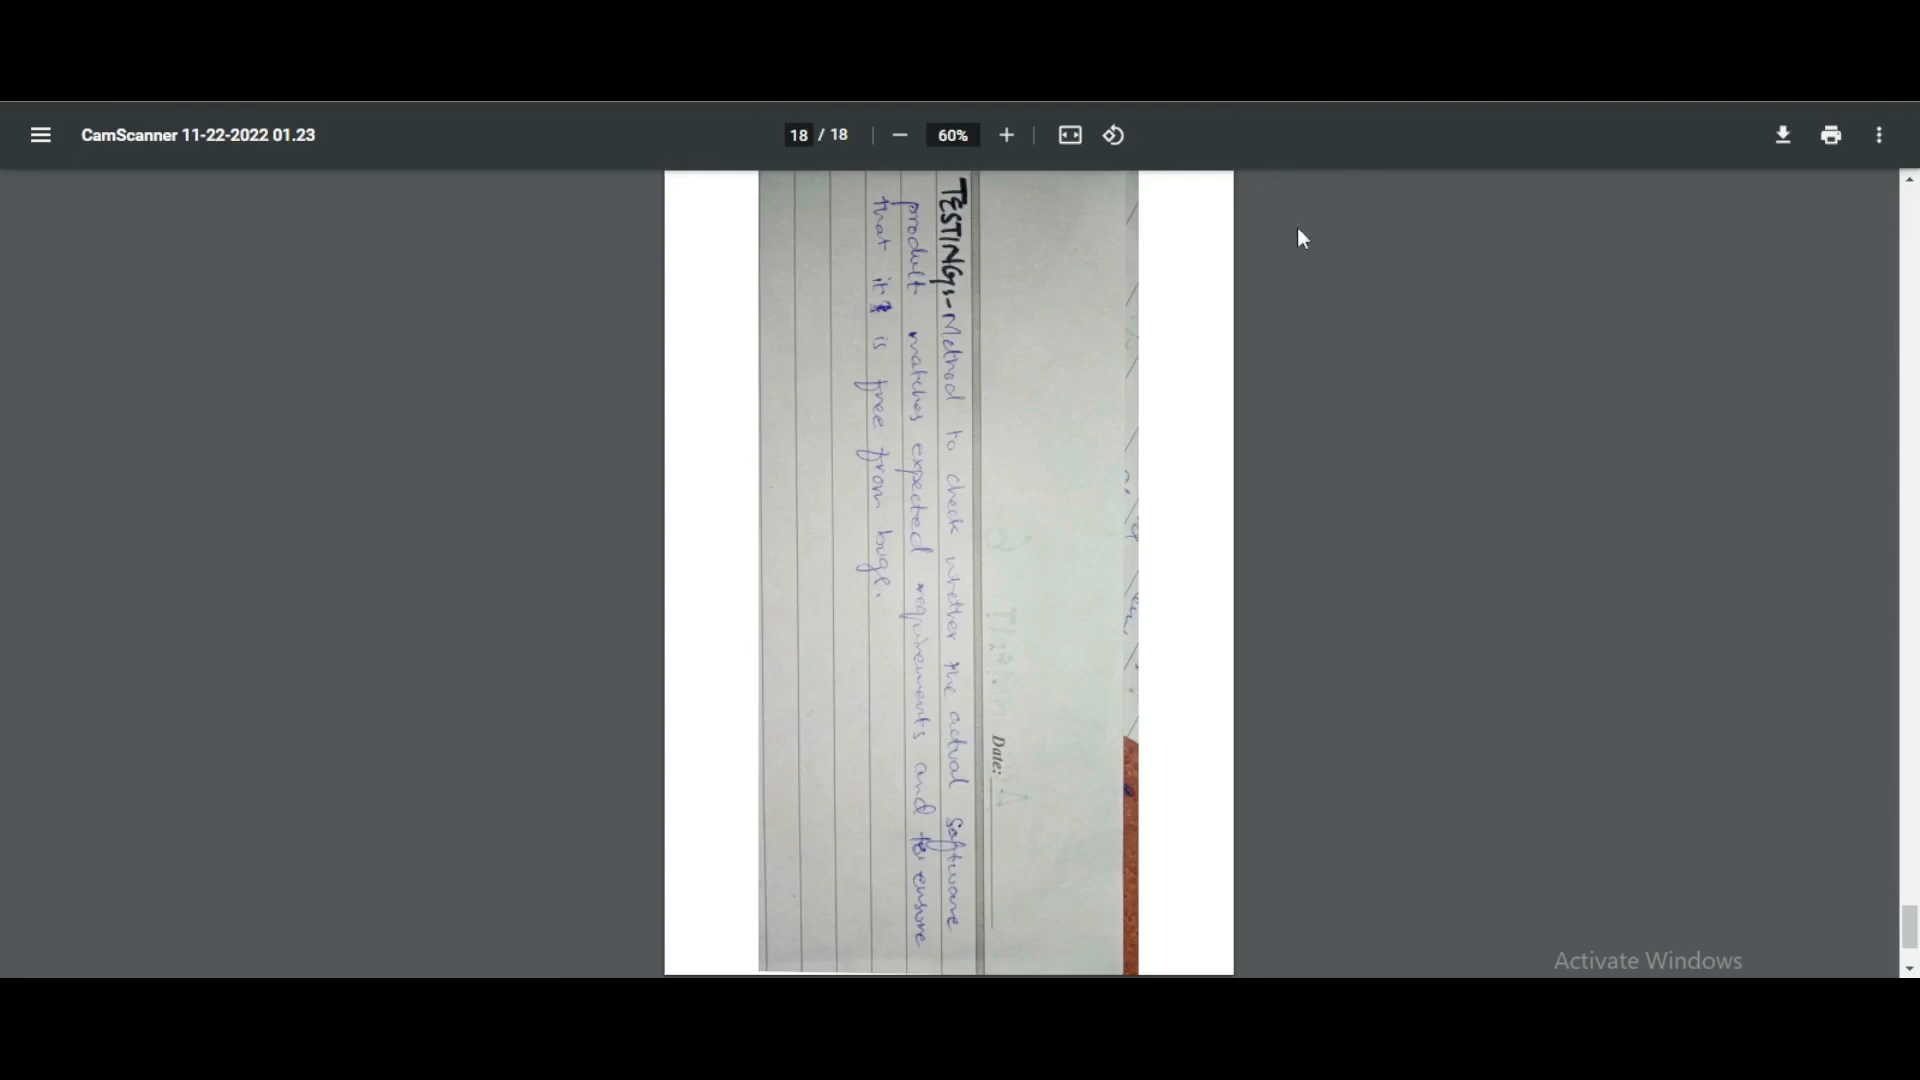 CamScanner 11-22-2022 01.23
18 / 18
60%
Date:
TESTING:- Method to check whether the actual software
product matches expected requirements and to ensure
that it is free from bugs.
Activate Windows